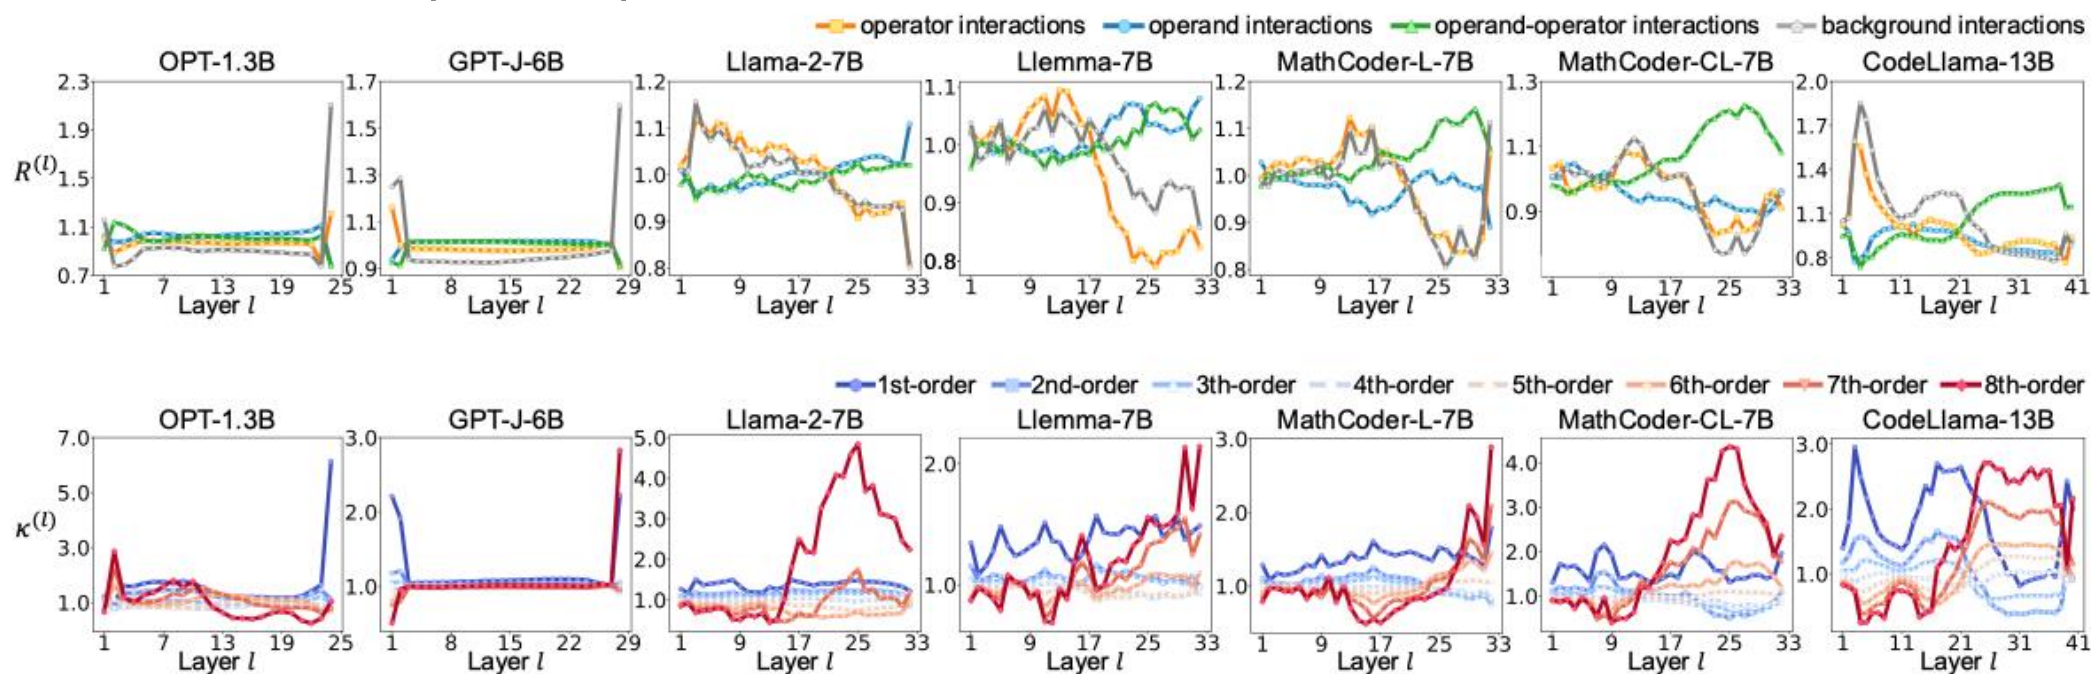 operator interactions operand interactions operand-operator interactions background interactions
OPT-1.3B GPT-J-6B Llama-2-7B Llemma-7B MathCoder-L-7B MathCoder-CL-7B CodeLlama-13B
R^(l)
2.3 1.9 1.5 1.1 0.7
1 7 13 19 25
Layer l
1.7 1.5 1.3 1.1 0.9
1 8 15 22 29
Layer l
1.2 1.1 1.0 0.9 0.8
1 9 17 25 33
Layer l
1.1 1.0 0.9 0.8
1 9 17 25 33
Layer l
1.2 1.1 1.0 0.9 0.8
1 9 17 25 33
Layer l
1.3 1.1 0.9
1 9 17 25 33
Layer l
2.0 1.7 1.4 1.1 0.8
1 11 21 31 41
Layer l
1st-order 2nd-order 3th-order 4th-order 5th-order 6th-order 7th-order 8th-order
OPT-1.3B GPT-J-6B Llama-2-7B Llemma-7B MathCoder-L-7B MathCoder-CL-7B CodeLlama-13B
κ^(l)
7.0 5.0 3.0 1.0
1 7 13 19 25
Layer l
3.0 2.0 1.0
1 8 15 22 29
Layer l
5.0 4.0 3.0 2.0 1.0
1 9 17 25 33
Layer l
2.0 1.0
1 9 17 25 33
Layer l
3.0 2.0 1.0
1 9 17 25 33
Layer l
4.0 3.0 2.0 1.0
1 9 17 25 33
Layer l
3.0 2.0 1.0
1 11 21 31 41
Layer l